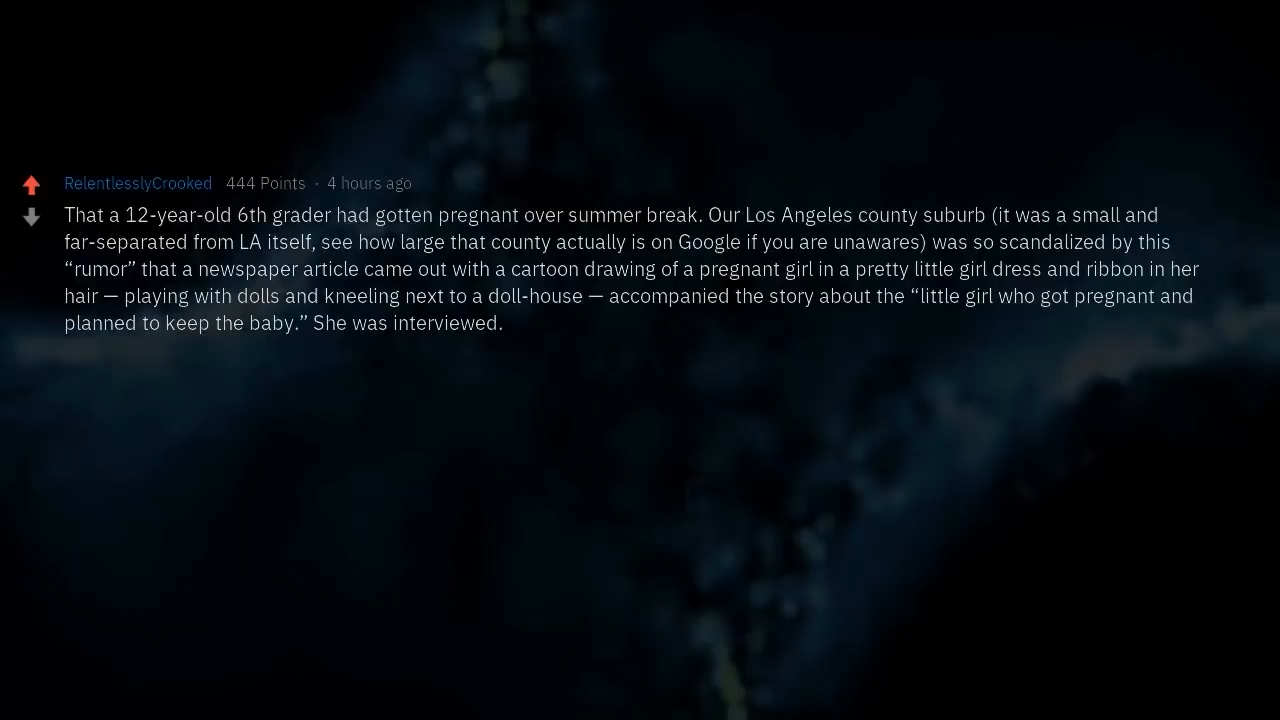 RelentlesslyCrooked 444 Points · 4 hours ago
That a 12-year-old 6th grader had gotten pregnant over summer break. Our Los Angeles county suburb (it was a small and
far-separated from LA itself, see how large that county actually is on Google if you are unawares) was so scandalized by this
“rumor” that a newspaper article came out with a cartoon drawing of a pregnant girl in a pretty little girl dress and ribbon in her
hair — playing with dolls and kneeling next to a doll-house — accompanied the story about the “little girl who got pregnant and
planned to keep the baby.” She was interviewed.